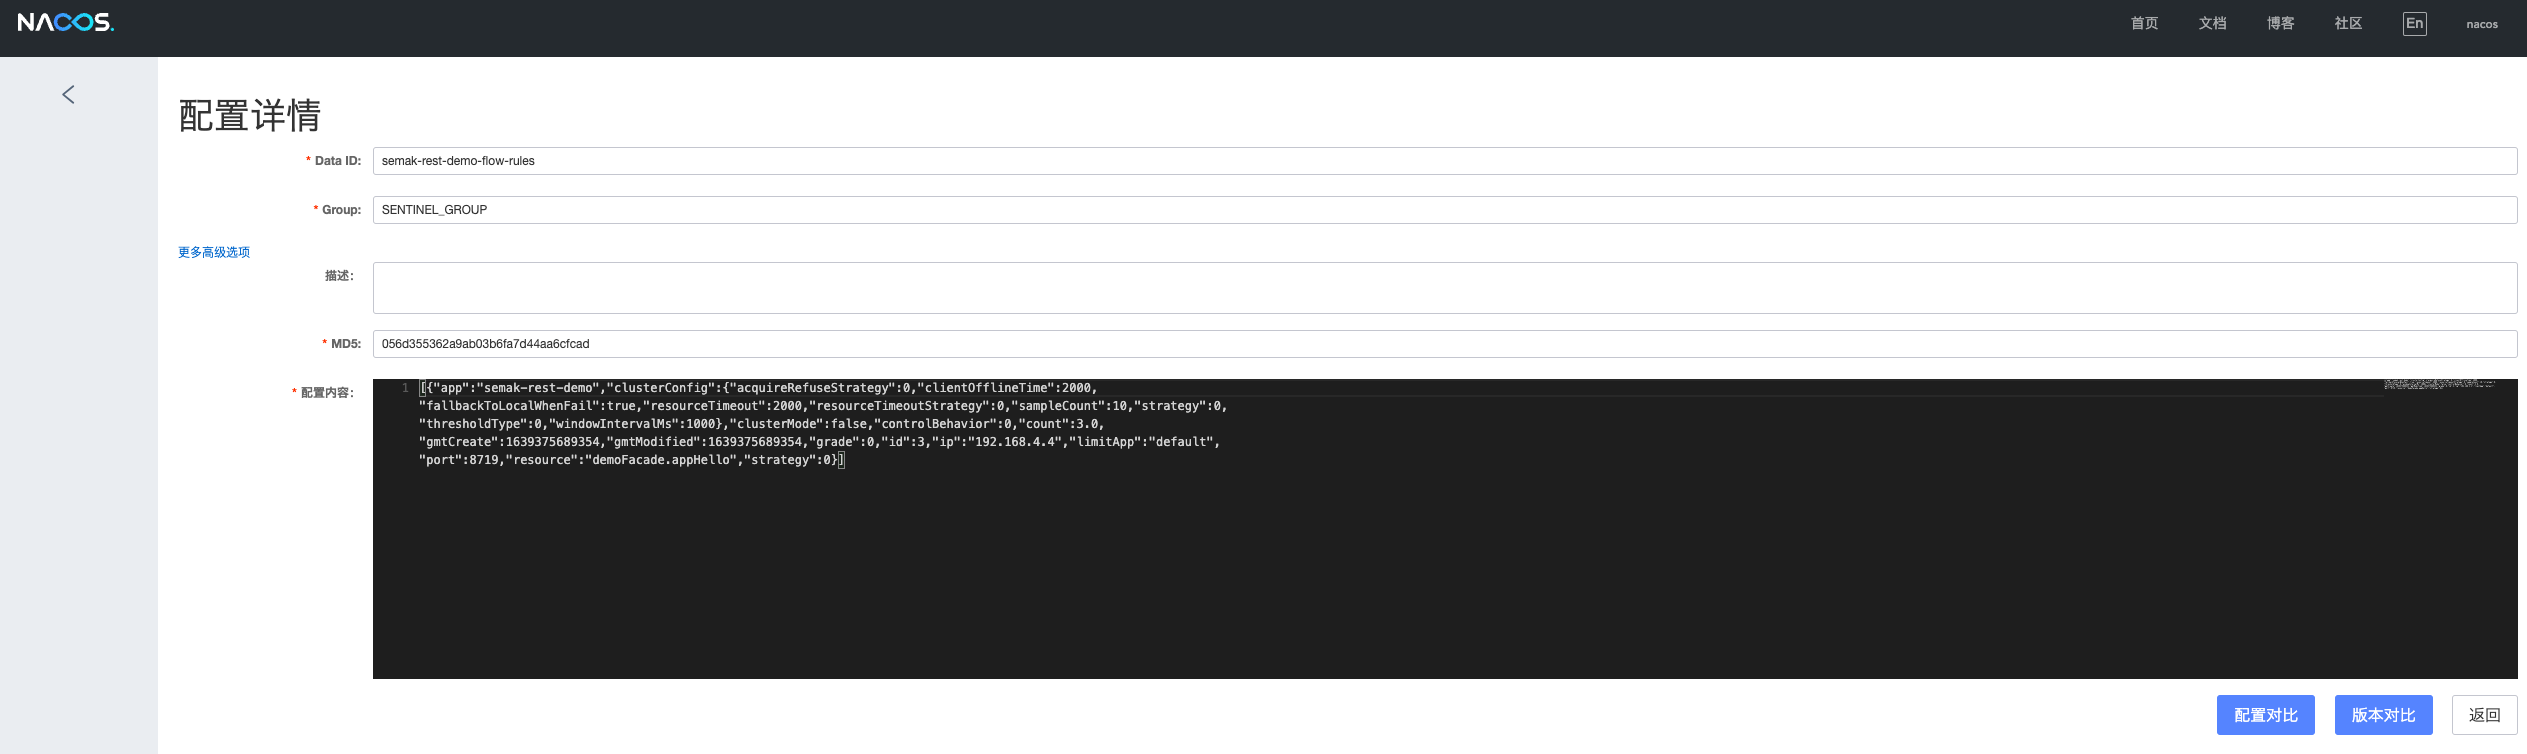 NACOS.
首页 文档 博客 社区 En nacos
配置详情
* Data ID: semak-rest-demo-flow-rules
* Group: SENTINEL_GROUP
更多高级选项
描述:
* MD5: 056d355362a9ab03b6fa7d44aa6cfcad
* 配置内容:
1 [{"app":"semak-rest-demo","clusterConfig":{"acquireRefuseStrategy":0,"clientOfflineTime":2000,
"fallbackToLocalWhenFail":true,"resourceTimeout":2000,"resourceTimeoutStrategy":0,"sampleCount":10,"strategy":0,
"thresholdType":0,"windowIntervalMs":1000},"clusterMode":false,"controlBehavior":0,"count":3.0,
"gmtCreate":1639375689354,"gmtModified":1639375689354,"grade":0,"id":3,"ip":"192.168.4.4","limitApp":"default",
"port":8719,"resource":"demoFacade.appHello","strategy":0}]
配置对比 版本对比 返回